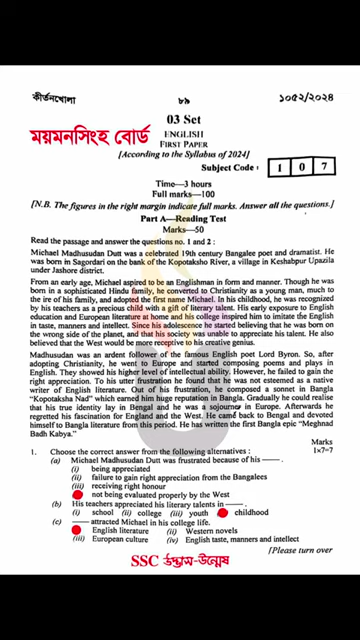 কীর্তনখোলা ৮৯ ১০৫২/২০২৪
03 Set
ময়মনসিংহ বোর্ড
ENGLISH
FIRST PAPER
[According to the Syllabus of 2024]
Subject Code : 1 0 7
Time—3 hours
Full marks—100
[N.B. The figures in the right margin indicate full marks. Answer all the questions.]
Part A—Reading Test
Marks—50
Read the passage and answer the questions no. 1 and 2 :
Michael Madhusudan Dutt was a celebrated 19th century Bangalee poet and dramatist. He
was born in Sagordari on the bank of the Kopotaksho River, a village in Keshabpur Upazila
under Jashore district.
From an early age, Michael aspired to be an Englishman in form and manner. Though he was
born in a sophisticated Hindu family, he converted to Christianity as a young man, much to
the ire of his family, and adopted the first name Michael. In his childhood, he was recognized
by his teachers as a precious child with a gift of literary talent. His early exposure to English
education and European literature at home and his college inspired him to imitate the English
in taste, manners and intellect. Since his adolescence he started believing that he was born on
the wrong side of the planet, and that his society was unable to appreciate his talent. He also
believed that the West would be more receptive to his creative genius.
Madhusudan was an ardent follower of the famous English poet Lord Byron. So, after
adopting Christianity, he went to Europe and started composing poems and plays in
English. They showed his higher level of intellectual ability. However, he failed to gain the
right appreciation. To his utter frustration he found that he was not esteemed as a native
writer of English literature. Out of his frustration, he composed a sonnet in Bangla
"Kopotaksha Nad" which earned him huge reputation in Bangla. Gradually he could realise
that his true identity lay in Bengal and he was a sojourner in Europe. Afterwards he
regretted his fascination for England and the West. He came back to Bengal and devoted
himself to Bangla literature from this period. He has written the first Bangla epic "Meghnad
Badh Kabya."
Marks
1. Choose the correct answer from the following alternatives : 1×7=7
(a) Michael Madhusudan Dutt was frustrated because of his —.
(i) being appreciated
(ii) failure to gain right appreciation from the Bangalees
(iii) receiving right honour
not being evaluated properly by the West
(b) His teachers appreciated his literary talents in —.
(i) school (ii) college (iii) youth childhood
(c) — attracted Michael in his college life.
English literature (ii) Western novels
(iii) European culture (iv) English taste, manners and intellect
[Please turn over
SSC উদ্ভাস-উন্মেষ